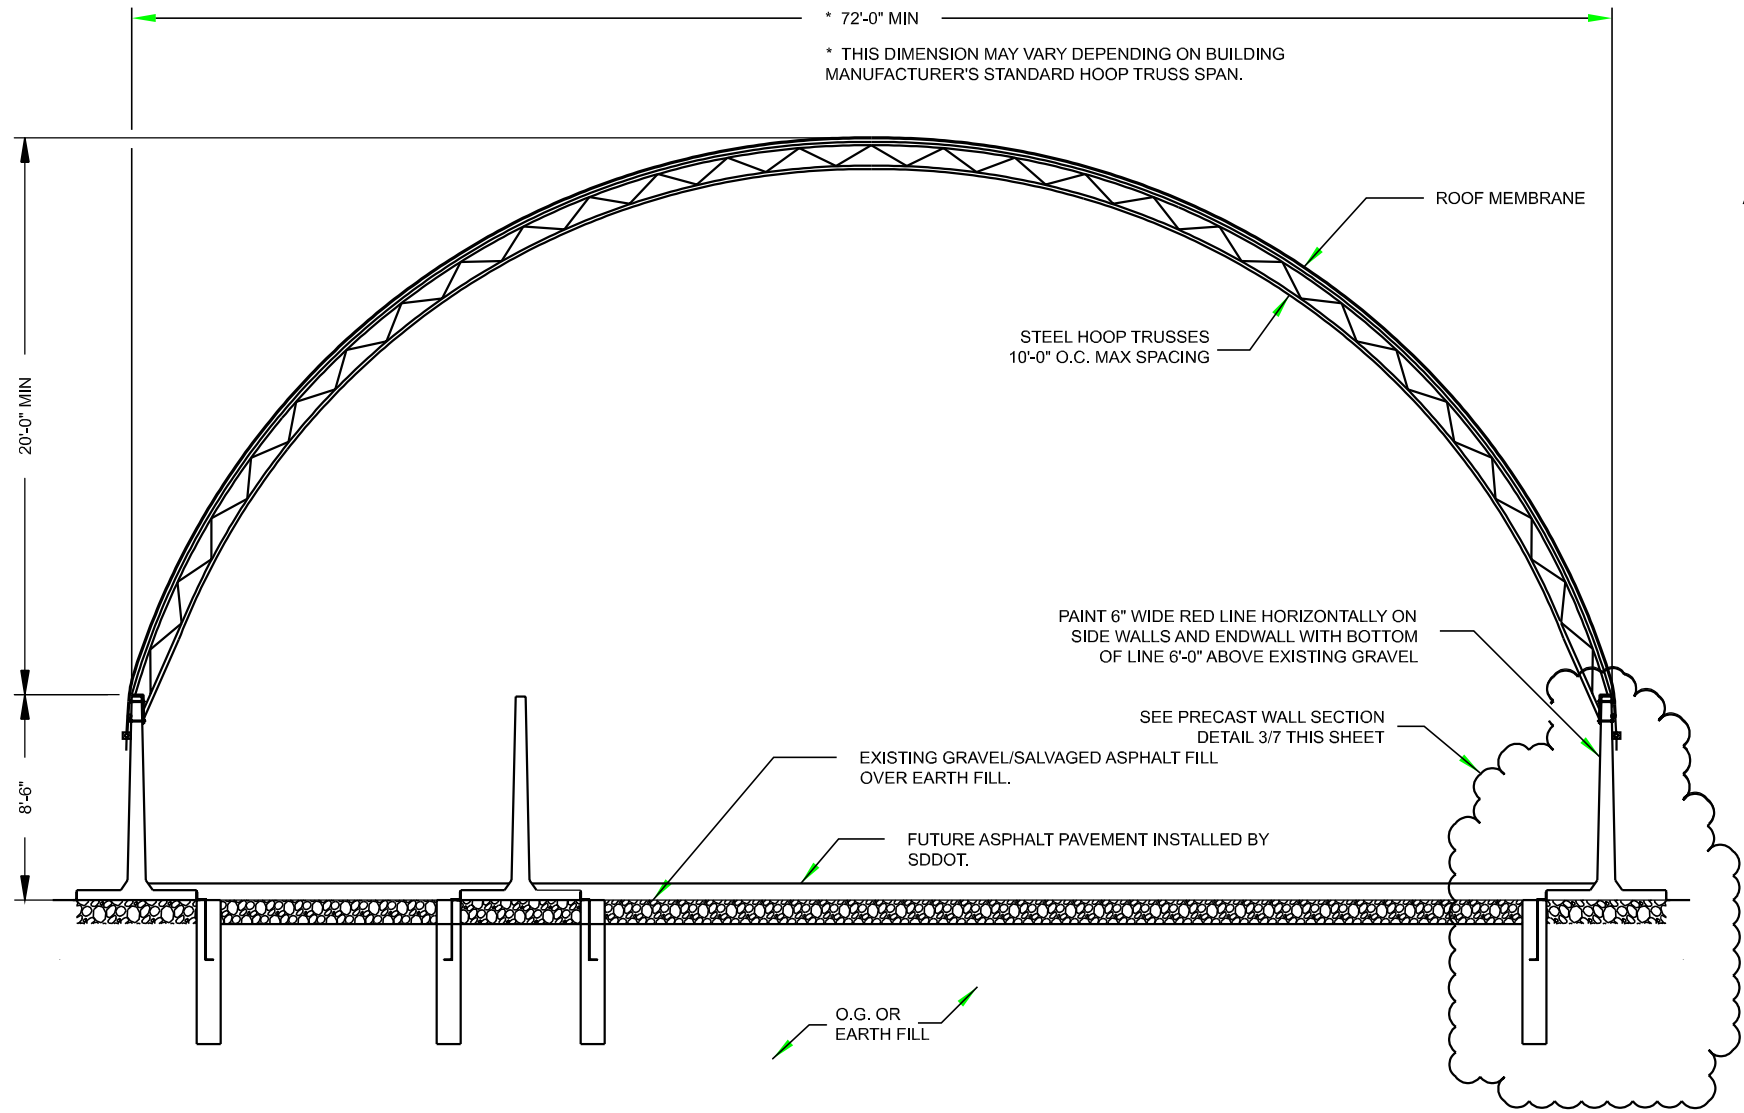 * 72'-0" MIN
* THIS DIMENSION MAY VARY DEPENDING ON BUILDING
MANUFACTURER'S STANDARD HOOP TRUSS SPAN.
ROOF MEMBRANE
STEEL HOOP TRUSSES
10'-0" O.C. MAX SPACING
20'-0" MIN
PAINT 6" WIDE RED LINE HORIZONTALLY ON
SIDE WALLS AND ENDWALL WITH BOTTOM
OF LINE 6'-0" ABOVE EXISTING GRAVEL
SEE PRECAST WALL SECTION
DETAIL 3/7 THIS SHEET
EXISTING GRAVEL/SALVAGED ASPHALT FILL
OVER EARTH FILL.
8'-6"
FUTURE ASPHALT PAVEMENT INSTALLED BY
SDDOT.
O.G. OR
EARTH FILL